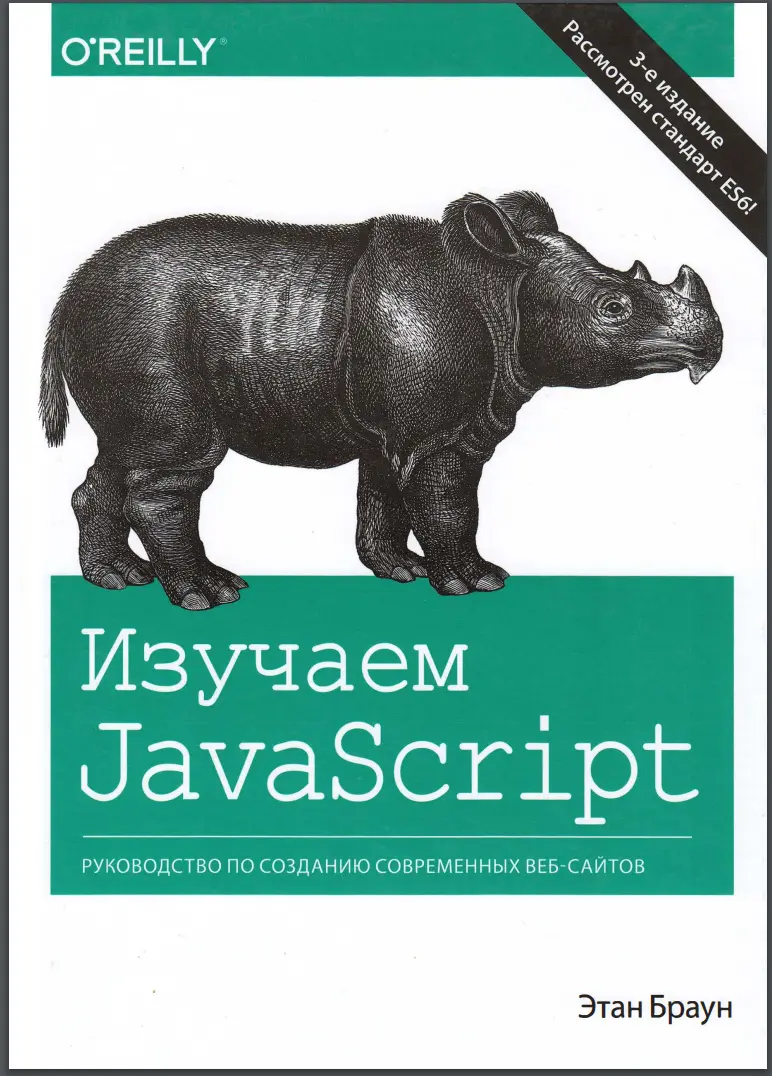 O'REILLY®
3-е издание
Рассмотрен стандарт ES6!
Изучаем
JavaScript
РУКОВОДСТВО ПО СОЗДАНИЮ СОВРЕМЕННЫХ ВЕБ-САЙТОВ
Этан Браун